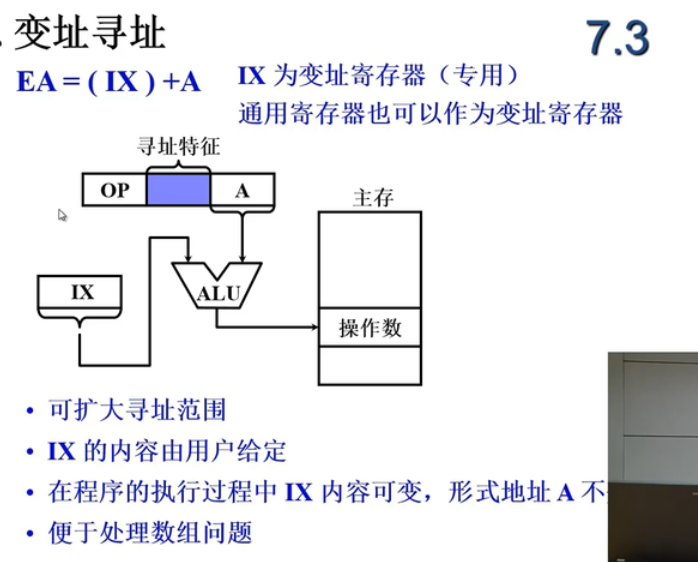 变址寻址
7.3
EA = ( IX ) +A
IX 为变址寄存器（专用）
通用寄存器也可以作为变址寄存器
寻址特征
OP
A
主存
IX
ALU
操作数
• 可扩大寻址范围
• IX 的内容由用户给定
• 在程序的执行过程中 IX 内容可变，形式地址 A 不
• 便于处理数组问题